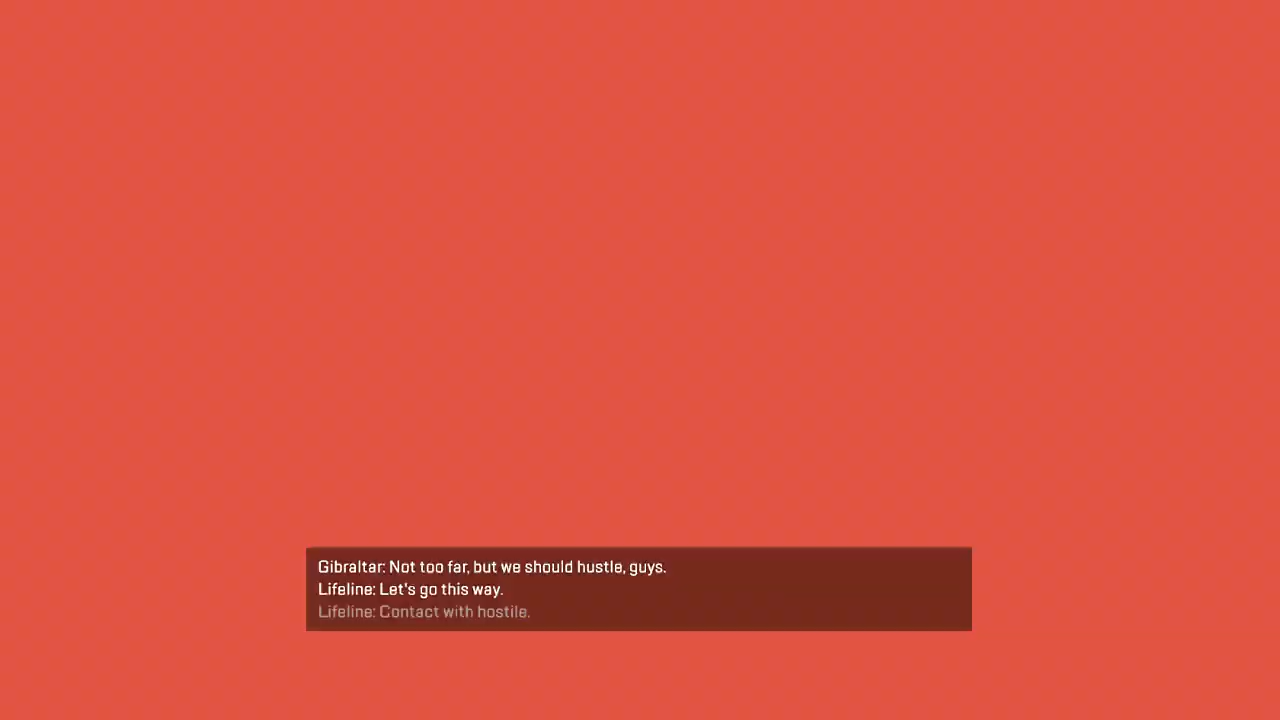 Gibraltar: Not too far, but we should hustle, guys.
Lifeline: Let's go this way.
Lifeline: Contact with hostile.